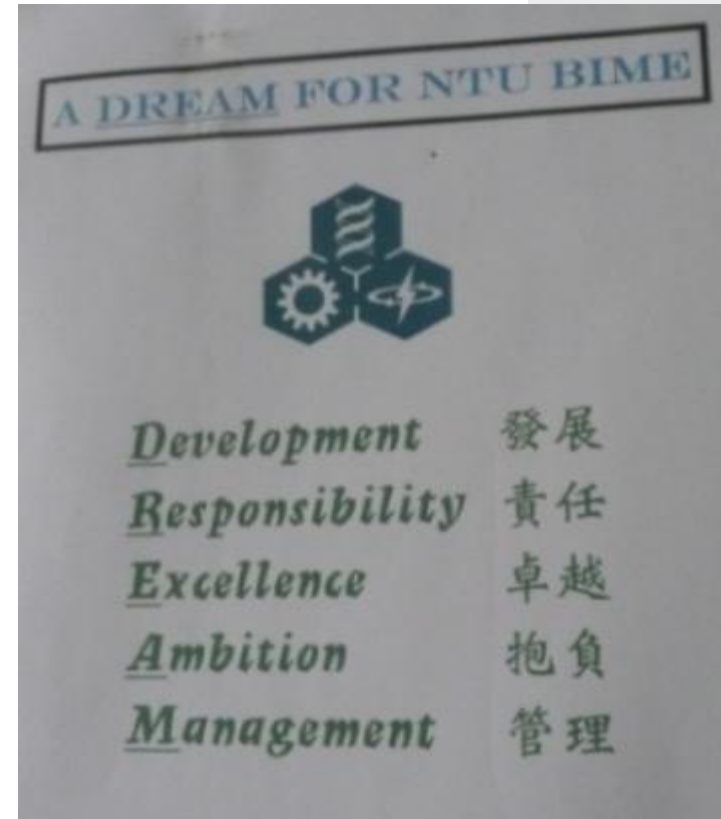 A DREAM FOR NTU BIME
Development 發展
Responsibility 責任
Excellence 卓越
Ambition 抱負
Management 管理